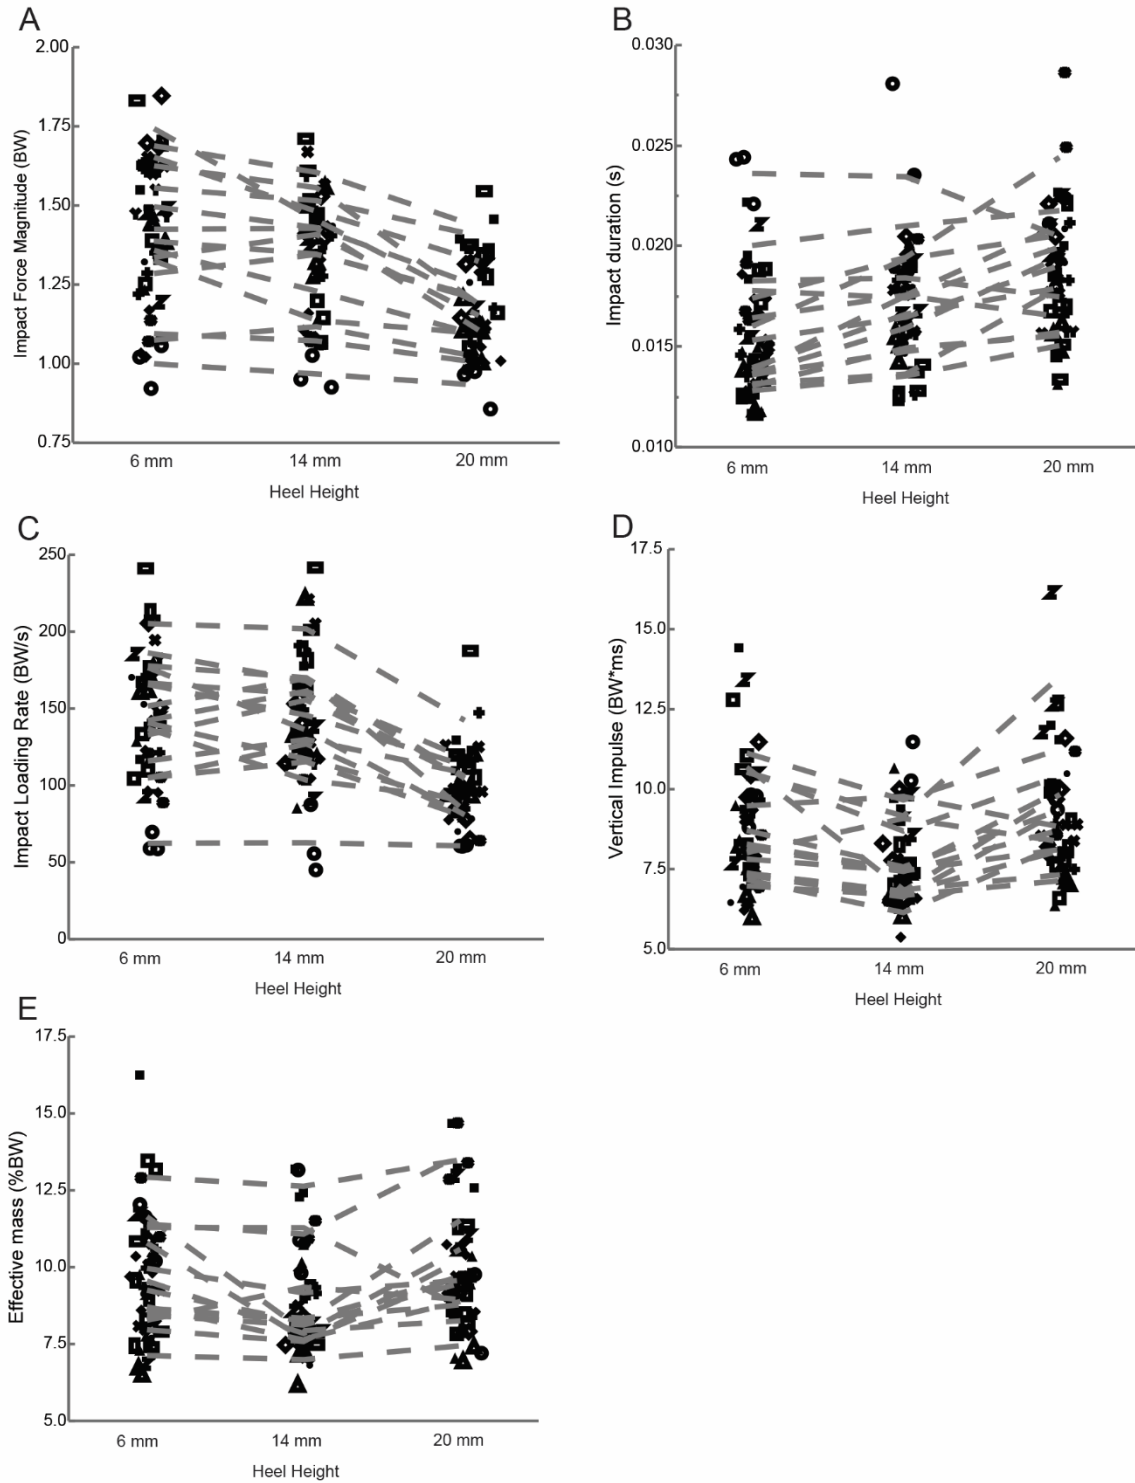 A
2.00
1.75
1.50
1.25
1.00
0.75
Impact Force Magnitude (BW)
6 mm 14 mm 20 mm
Heel Height
B
0.030
0.025
0.020
0.015
0.010
Impact duration (s)
6 mm 14 mm 20 mm
Heel Height
C
250
200
150
100
50
0
Impact Loading Rate (BW/s)
6 mm 14 mm 20 mm
Heel Height
D
17.5
15.0
12.5
10.0
7.5
5.0
Vertical Impulse (BW*ms)
6 mm 14 mm 20 mm
Heel Height
E
17.5
15.0
12.5
10.0
7.5
5.0
Effective mass (%BW)
6 mm 14 mm 20 mm
Heel Height